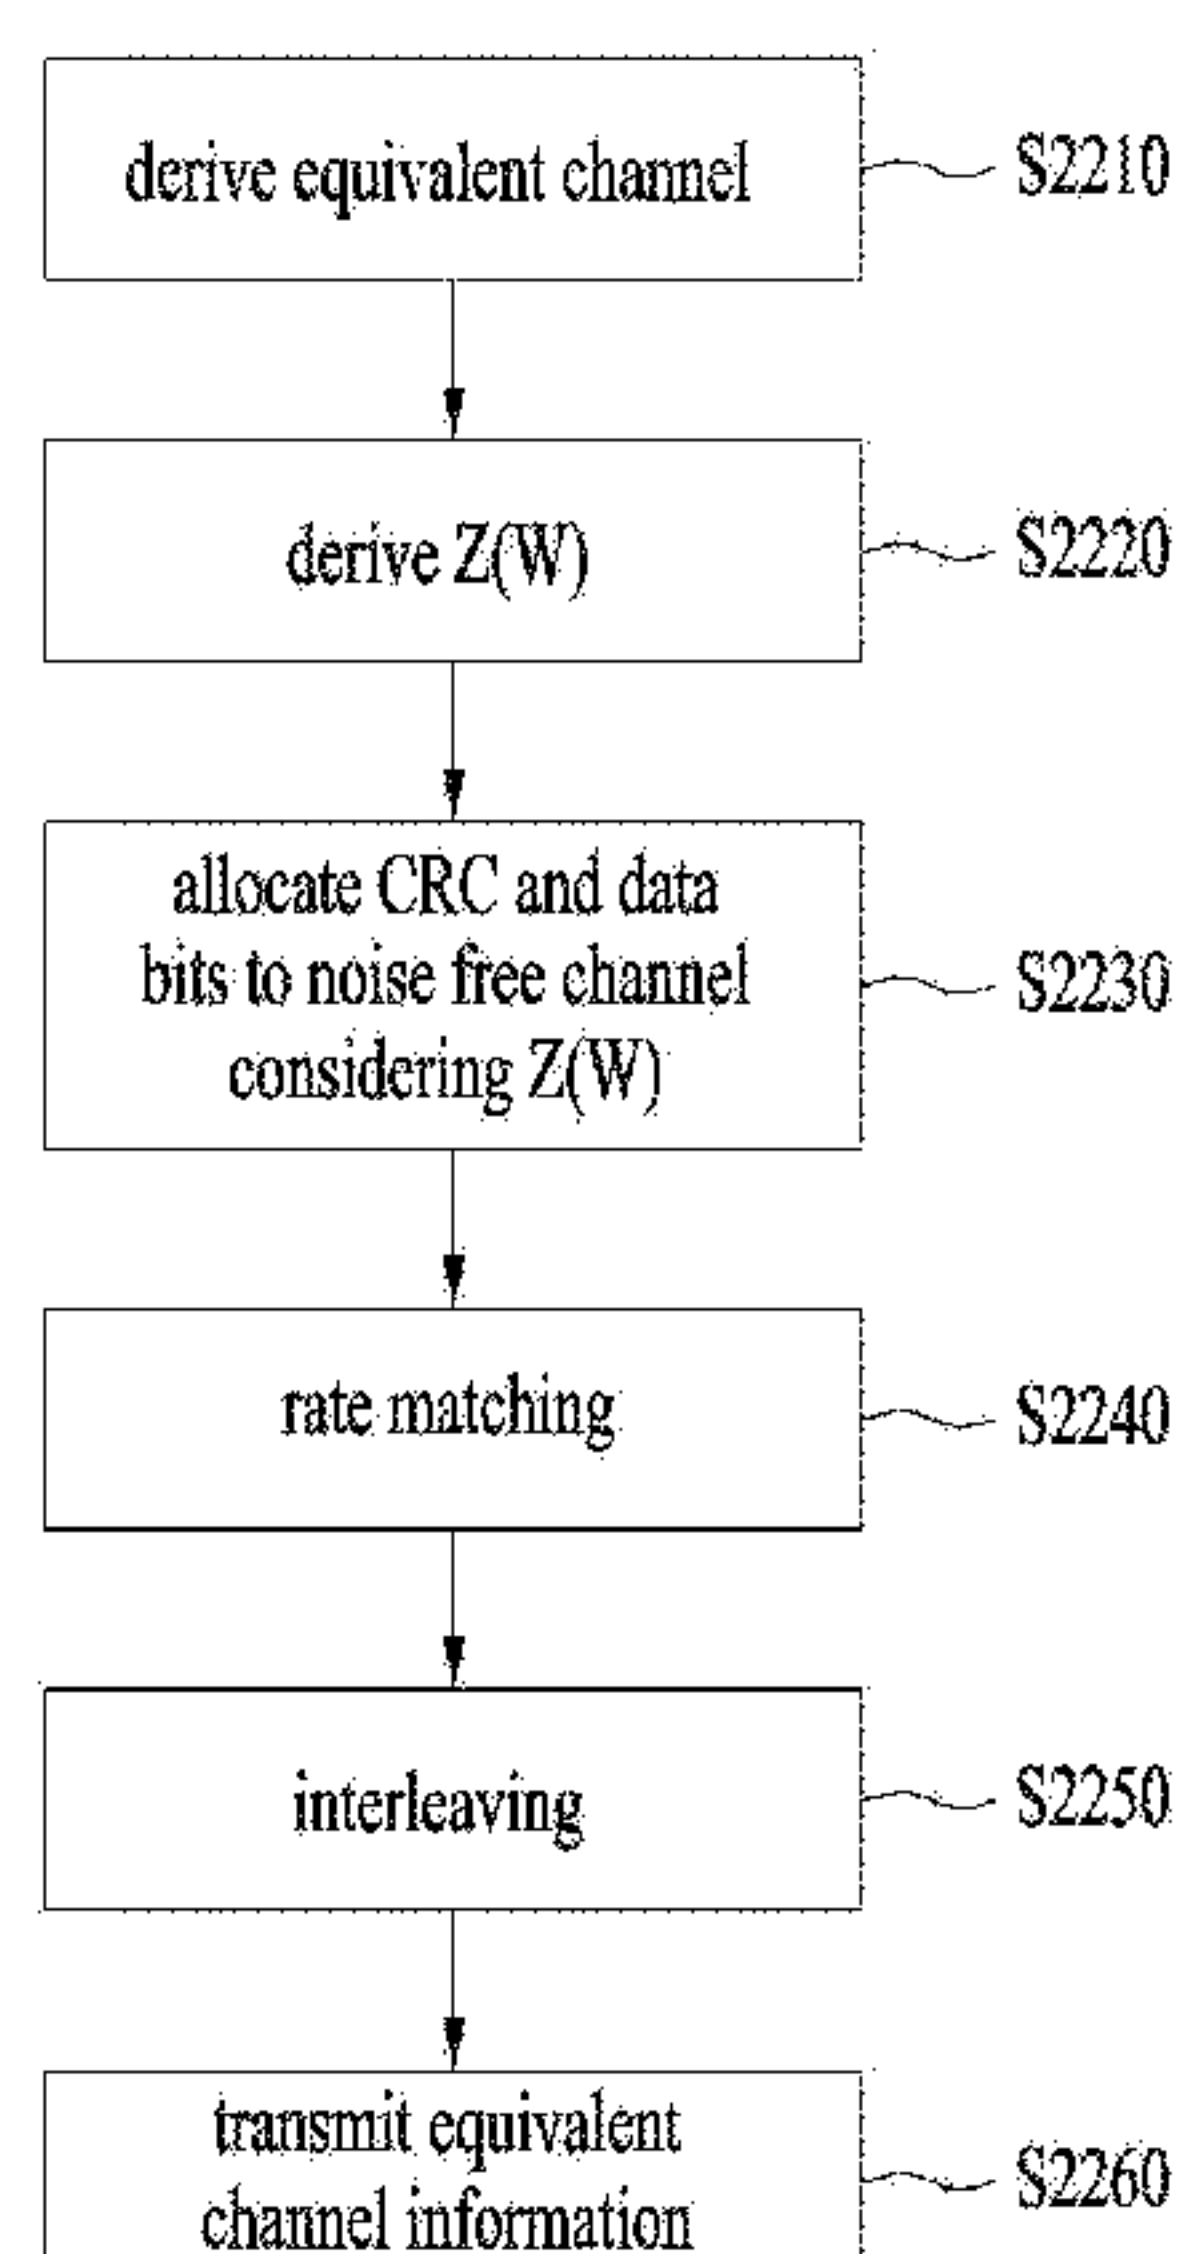 derive equivalent channel
S2210
derive Z(W)
S2220
allocate CRC and data
bits to noise free channel
considering Z(W)
S2230
rate matching
S2240
interleaving
S2250
transmit equivalent
channel information
S2260